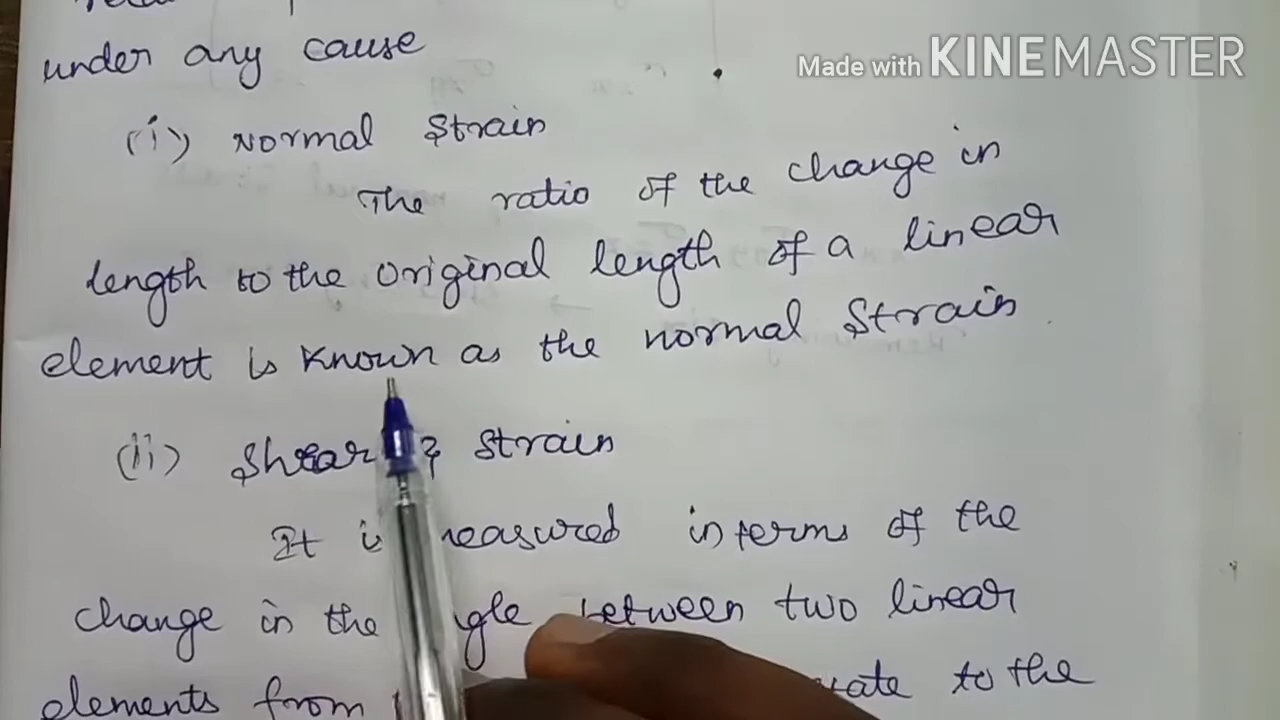 under any cause
Made with KINEMASTER
(i) Normal Strain
The ratio of the change in
length to the original length of a linear
element is known as the normal Strain
(ii) Shear Strain
It is measured in terms of the
change in the between two linear
elements from to the